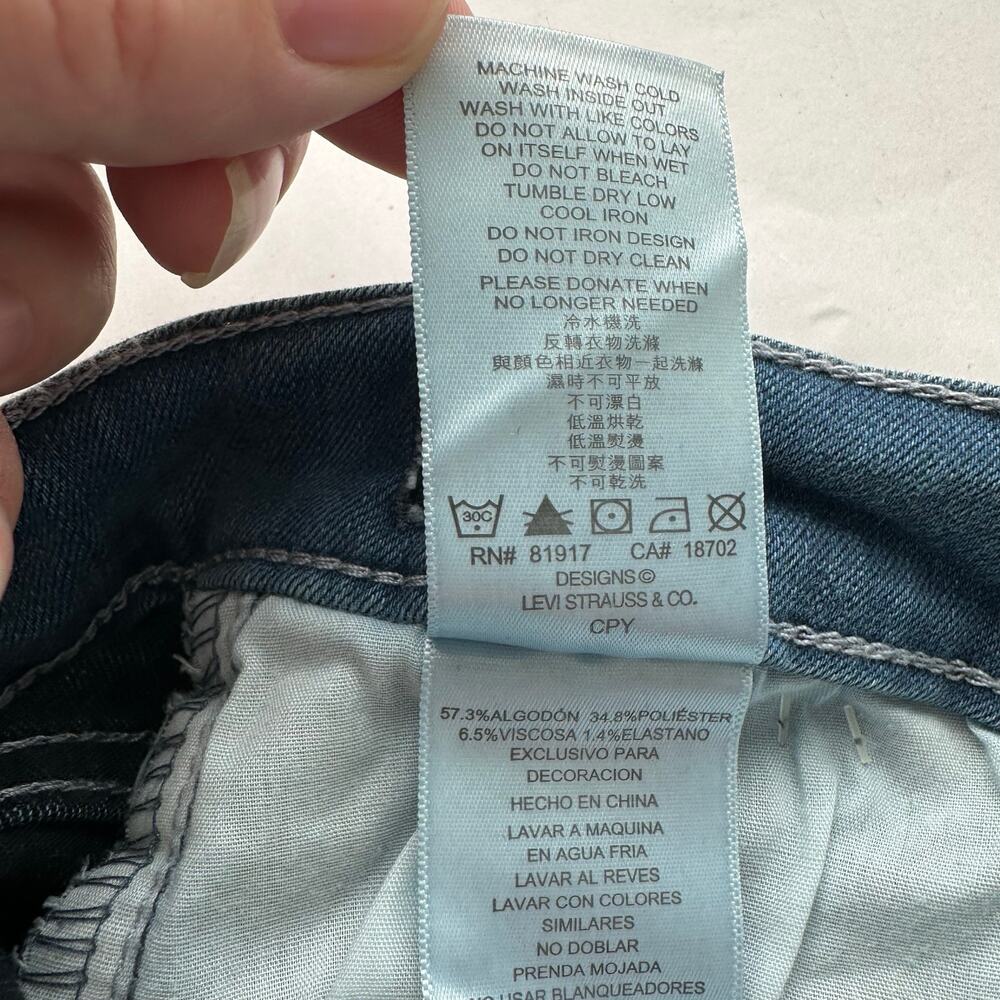 MACHINE WASH COLD
WASH INSIDE OUT
WASH WITH LIKE COLORS
DO NOT ALLOW TO LAY
ON ITSELF WHEN WET
DO NOT BLEACH
TUMBLE DRY LOW
COOL IRON
DO NOT IRON DESIGN
DO NOT DRY CLEAN
PLEASE DONATE WHEN
NO LONGER NEEDED
冷水機洗
反轉衣物洗滌
與顏色相近衣物一起洗滌
濕時不可平放
不可漂白
低溫烘乾
低溫熨燙
不可熨燙圖案
不可乾洗
30C
RN# 81917 CA# 18702
DESIGNS ©
LEVI STRAUSS & CO.
CPY
57.3%ALGODÓN 34.8%POLIÉSTER
6.5%VISCOSA 1.4%ELASTANO
EXCLUSIVO PARA
DECORACION
HECHO EN CHINA
LAVAR A MAQUINA
EN AGUA FRIA
LAVAR AL REVES
LAVAR CON COLORES
SIMILARES
NO DOBLAR
PRENDA MOJADA
NO USAR BLANQUEADORES